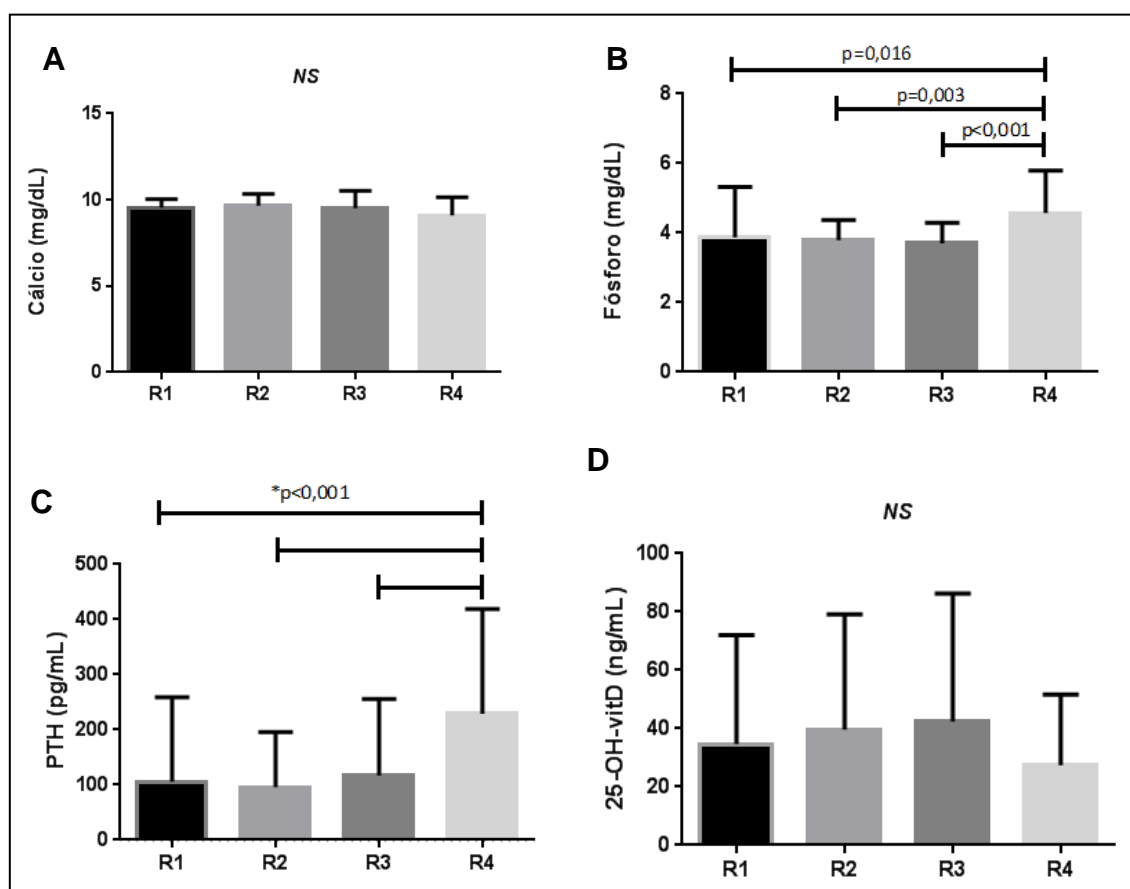 A
NS
Cálcio (mg/dL)
15
10
5
0
R1 R2 R3 R4
B
p=0,016
p=0,003
p<0,001
Fósforo (mg/dL)
8
6
4
2
0
R1 R2 R3 R4
C
*p<0,001
PTH (pg/mL)
500
400
300
200
100
0
R1 R2 R3 R4
D
NS
25-OH-vitD (ng/mL)
100
80
60
40
20
0
R1 R2 R3 R4